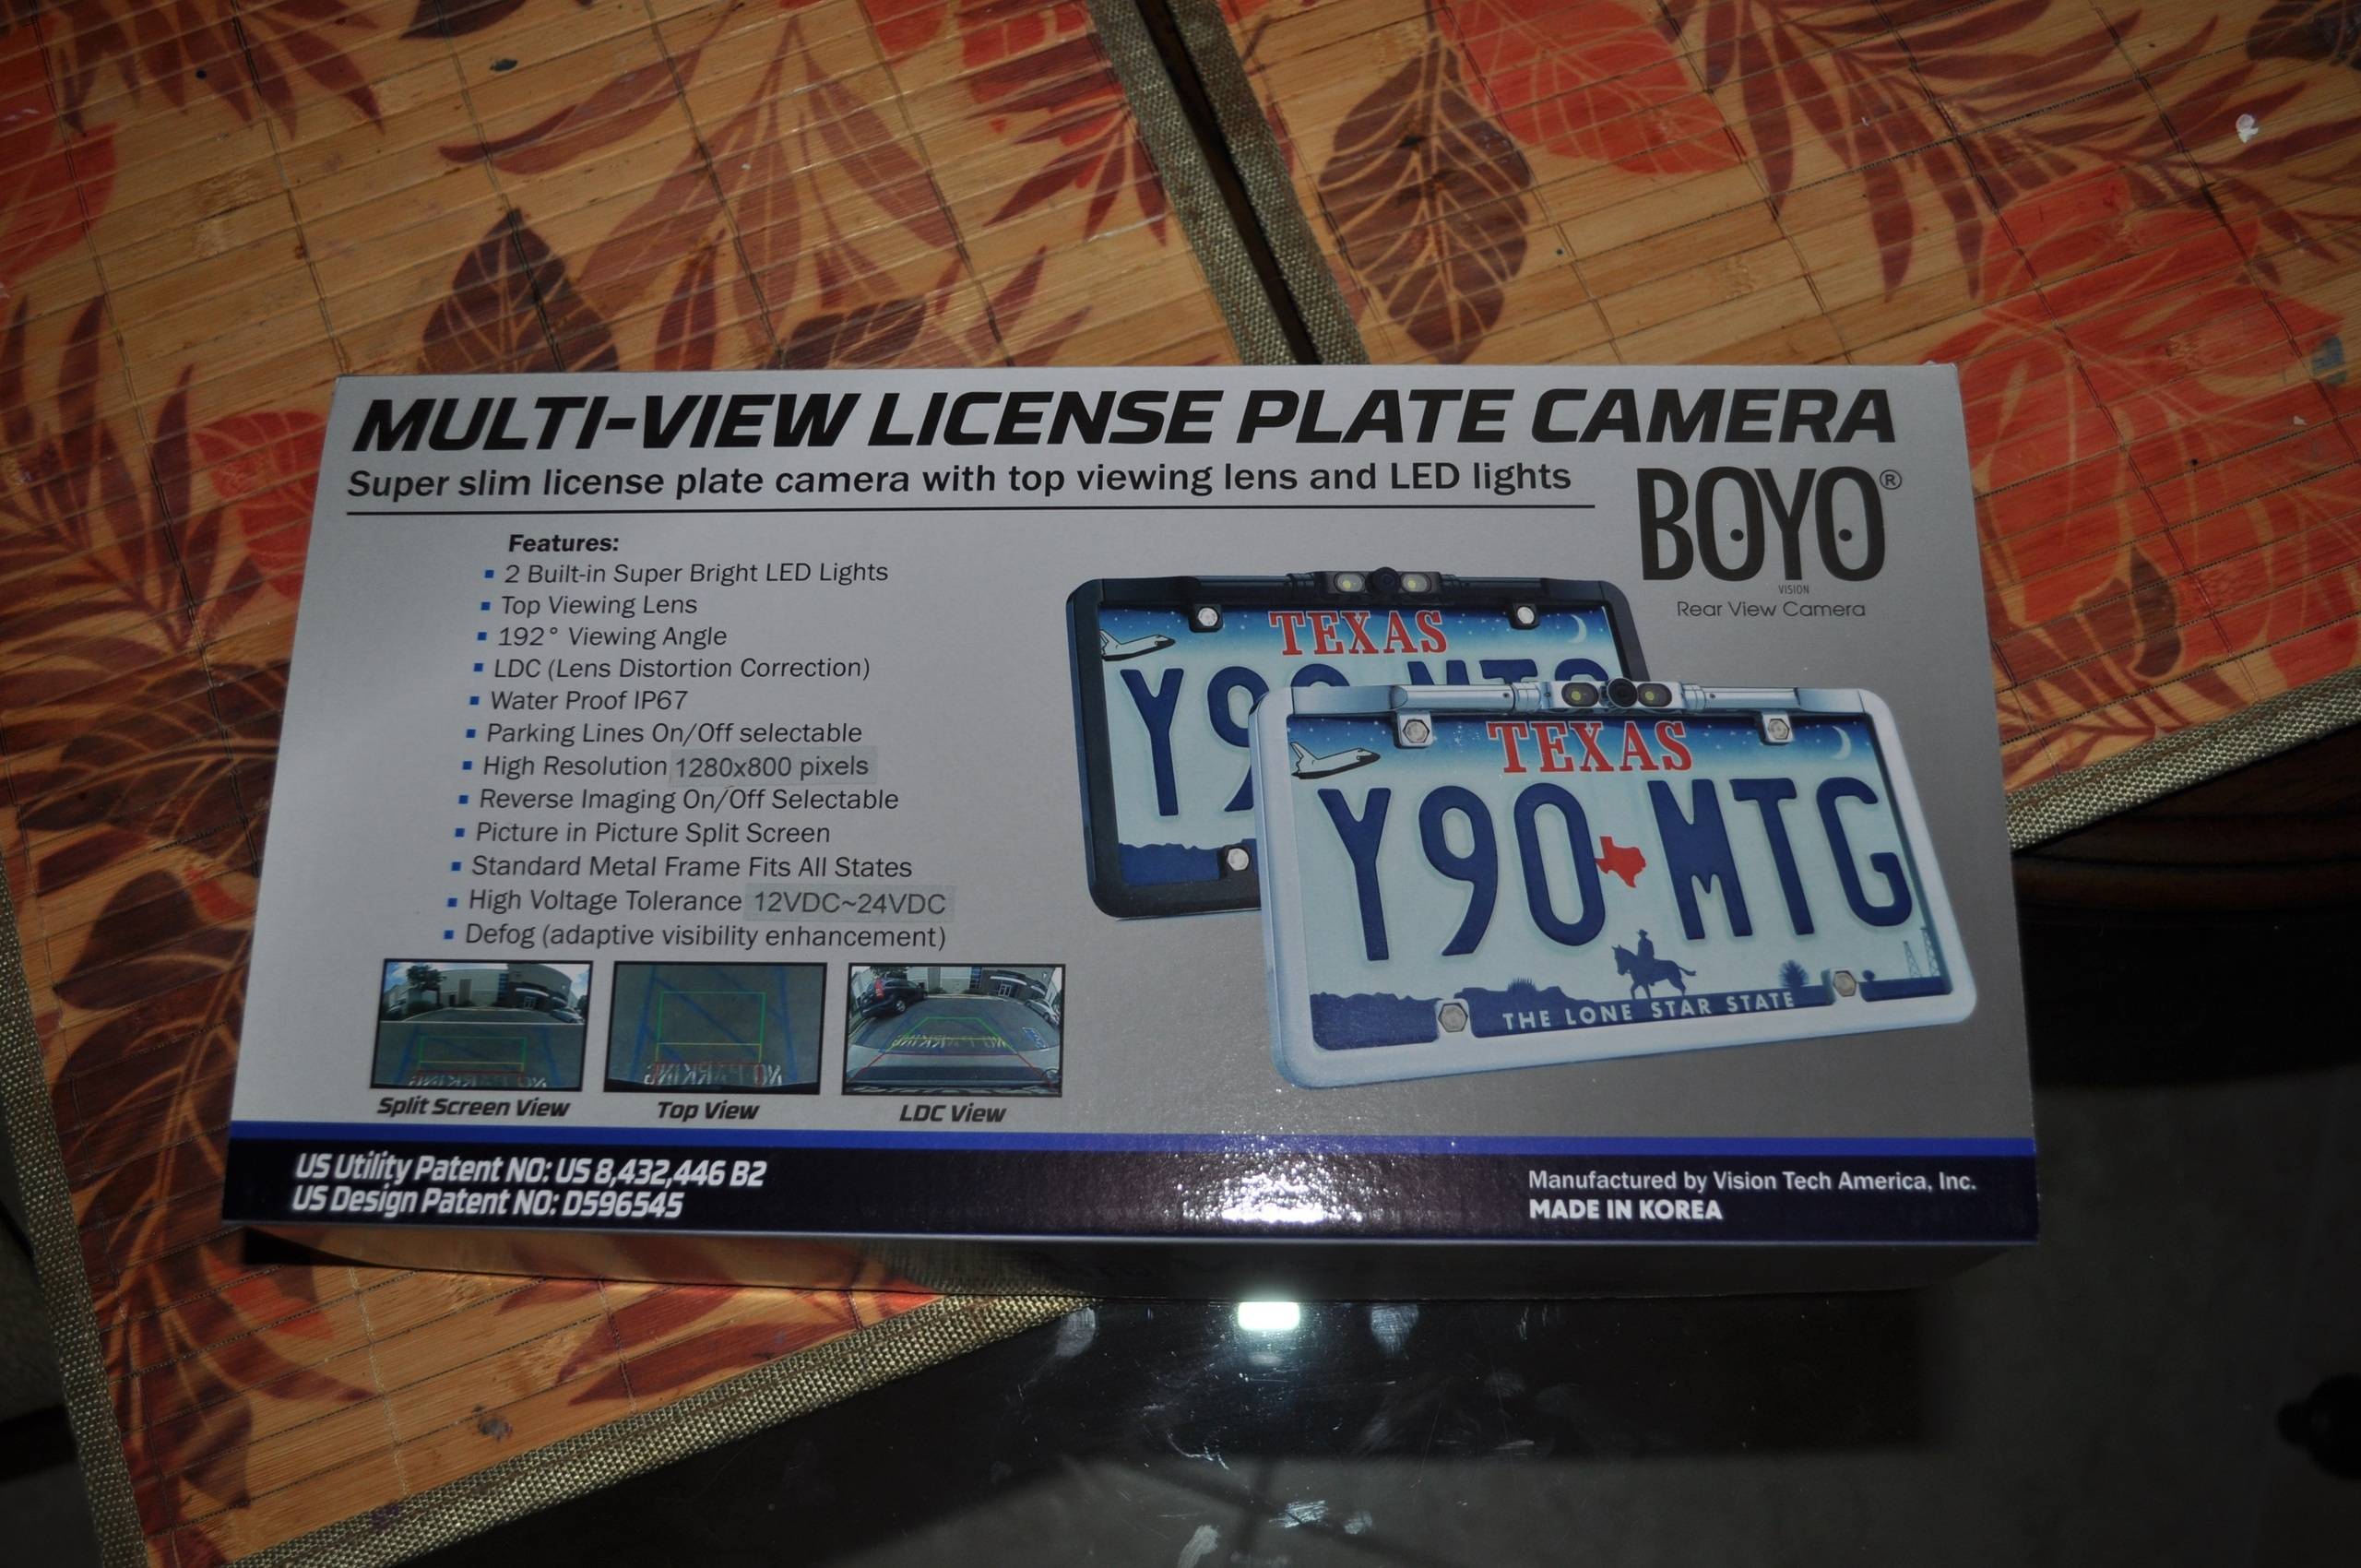 MULTI-VIEW LICENSE PLATE CAMERA
Super slim license plate camera with top viewing lens and LED lights
BOYO®
VISION
Rear View Camera
Features:
▪ 2 Built-in Super Bright LED Lights
▪ Top Viewing Lens
▪ 192° Viewing Angle
▪ LDC (Lens Distortion Correction)
▪ Water Proof IP67
▪ Parking Lines On/Off selectable
▪ High Resolution 1280x800 pixels
▪ Reverse Imaging On/Off Selectable
▪ Picture in Picture Split Screen
▪ Standard Metal Frame Fits All States
▪ High Voltage Tolerance 12VDC~24VDC
▪ Defog (adaptive visibility enhancement)
TEXAS
TEXAS
Y90 MTG
THE LONE STAR STATE
NO PARKING
NO PARKING
NO PARKING
Split Screen View
Top View
LDC View
US Utility Patent NO: US 8,432,446 B2
US Design Patent NO: D596545
Manufactured by Vision Tech America, Inc.
MADE IN KOREA